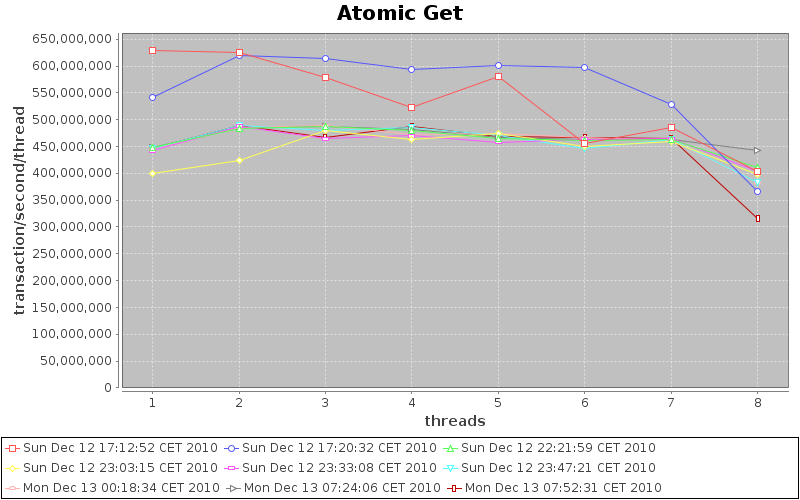 Atomic Get
transaction/second/thread
650,000,000
600,000,000
550,000,000
500,000,000
450,000,000
400,000,000
350,000,000
300,000,000
250,000,000
200,000,000
150,000,000
100,000,000
50,000,000
0
1 2 3 4 5 6 7 8
threads
Sun Dec 12 17:12:52 CET 2010 Sun Dec 12 17:20:32 CET 2010 Sun Dec 12 22:21:59 CET 2010
Sun Dec 12 23:03:15 CET 2010 Sun Dec 12 23:33:08 CET 2010 Sun Dec 12 23:47:21 CET 2010
Mon Dec 13 00:18:34 CET 2010 Mon Dec 13 07:24:06 CET 2010 Mon Dec 13 07:52:31 CET 2010